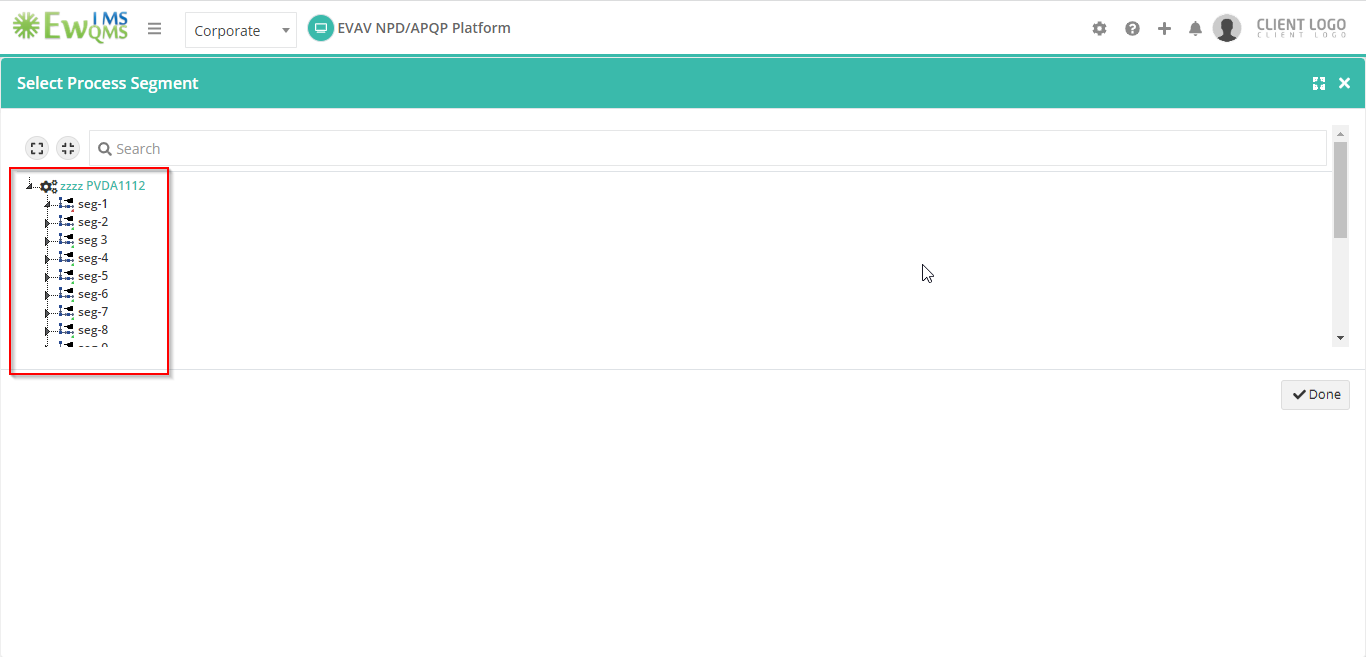 EwQMS IMS
Corporate
EVAV NPD/APQP Platform
CLIENT LOGO
CLIENT LOGO
Select Process Segment
Search
zzzz PVDA1112
seg-1
seg-2
seg 3
seg-4
seg-5
seg-6
seg-7
seg-8
Done